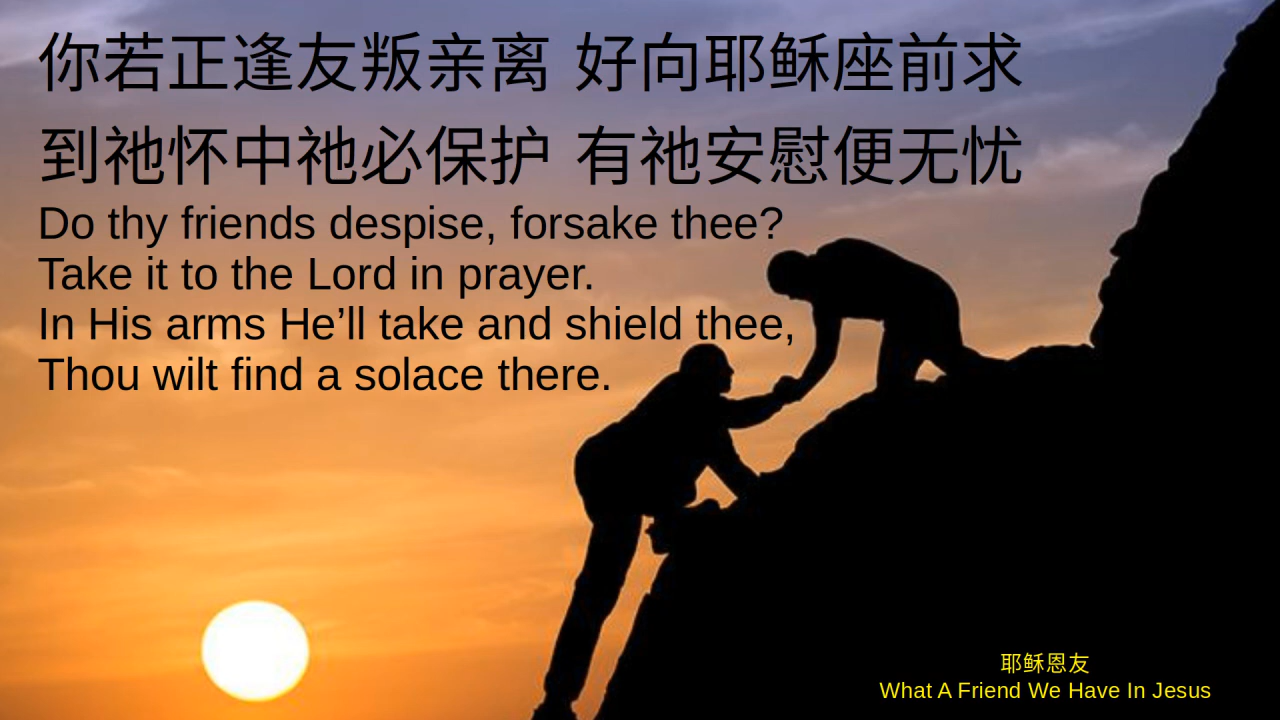 你若正逢友叛亲离 好向耶稣座前求
到祂怀中祂必保护 有祂安慰便无忧
Do thy friends despise, forsake thee?
Take it to the Lord in prayer.
In His arms He’ll take and shield thee,
Thou wilt find a solace there.
耶稣恩友
What A Friend We Have In Jesus